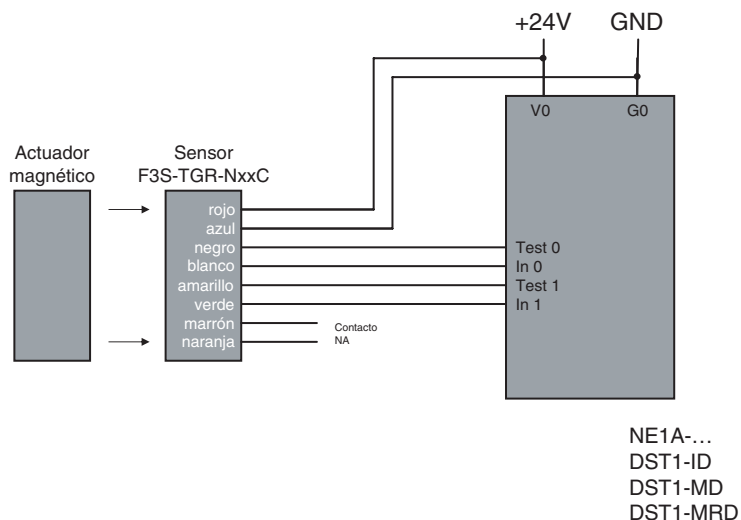 +24V GND
V0 G0
Actuador
magnético
Sensor
F3S-TGR-NxxC
rojo
azul
negro
blanco
amarillo
verde
marrón
naranja
Contacto
NA
Test 0
In 0
Test 1
In 1
NE1A-…
DST1-ID
DST1-MD
DST1-MRD